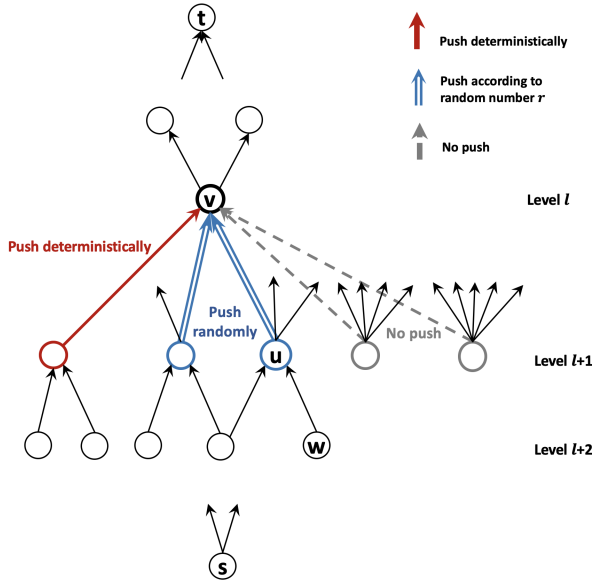 t
Push deterministically
Push according to
random number r
No push
v
Level l
Push deterministically
Push
randomly
No push
u
Level l+1
w
Level l+2
s